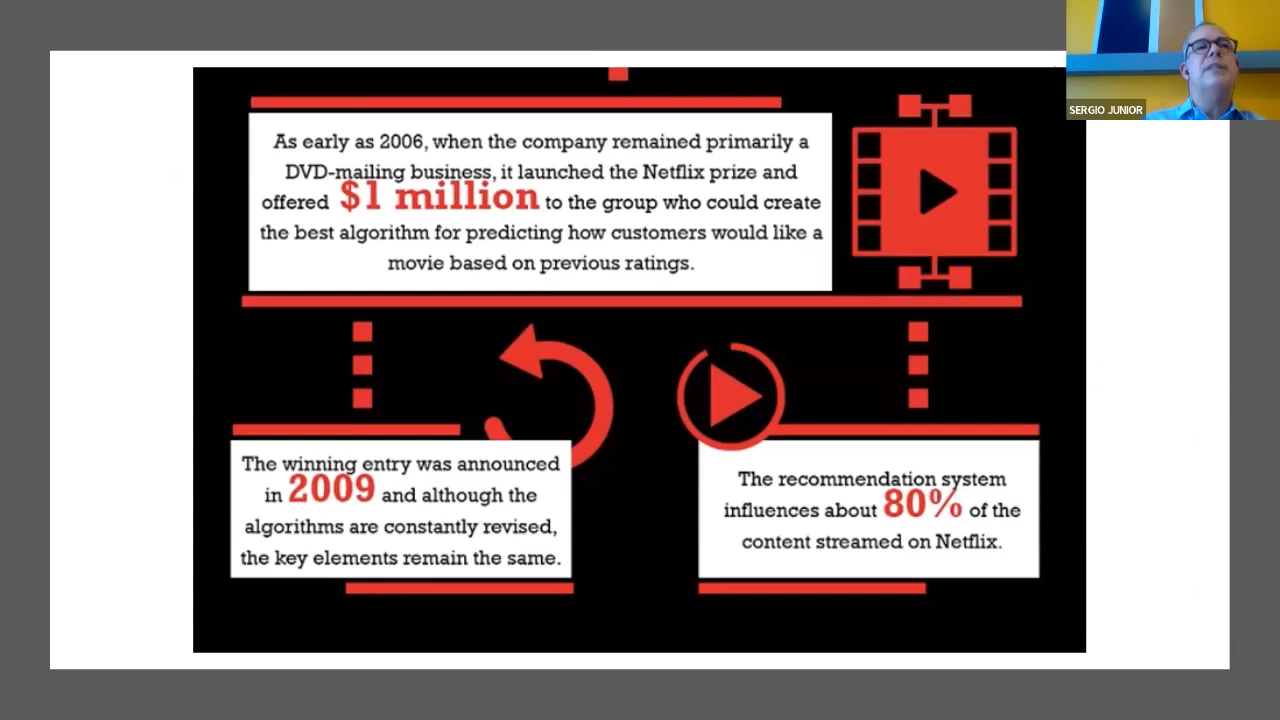 SERGIO JUNIOR
As early as 2006, when the company remained primarily a
DVD-mailing business, it launched the Netflix prize and
offered $1 million to the group who could create
the best algorithm for predicting how customers would like a
movie based on previous ratings.
The winning entry was announced
in 2009 and although the
algorithms are constantly revised,
the key elements remain the same.
The recommendation system
influences about 80% of the
content streamed on Netflix.